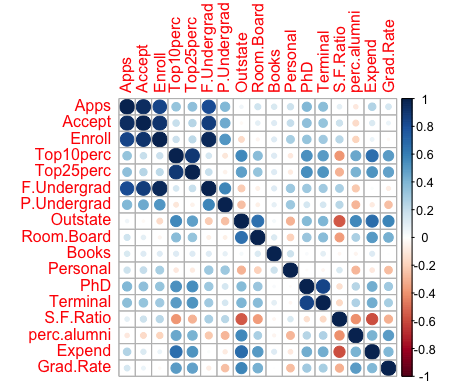 Apps
Accept
Enroll
Top10perc
Top25perc
F.Undergrad
P.Undergrad
Outstate
Room.Board
Books
Personal
PhD
Terminal
S.F.Ratio
perc.alumni
Expend
Grad.Rate
Apps
Accept
Enroll
Top10perc
Top25perc
F.Undergrad
P.Undergrad
Outstate
Room.Board
Books
Personal
PhD
Terminal
S.F.Ratio
perc.alumni
Expend
Grad.Rate
1
0.8
0.6
0.4
0.2
0
-0.2
-0.4
-0.6
-0.8
-1